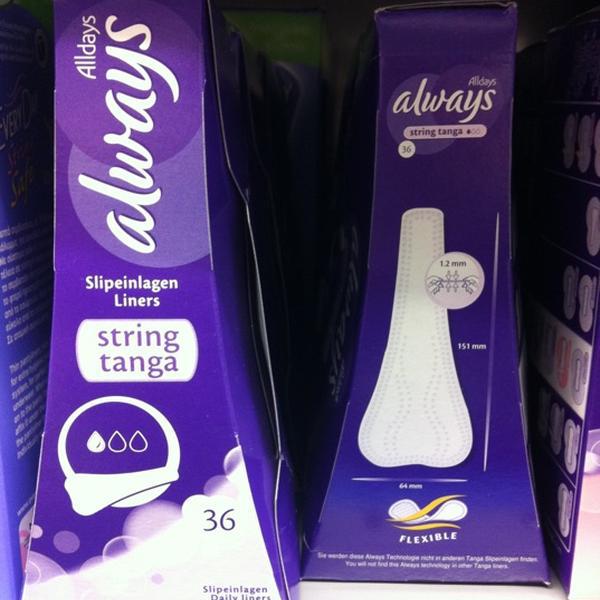 Alldays
always
Slipeinlagen
Liners
string
tanga
36
Slipeinlagen
Daily liners
Alldays
always
string tanga
36
1.2 mm
151 mm
64 mm
FLEXIBLE
Sie werden diese Always Technologie nicht in anderen Tanga Slipeinlagen finden.
You will not find this Always technology in other Tanga liners.